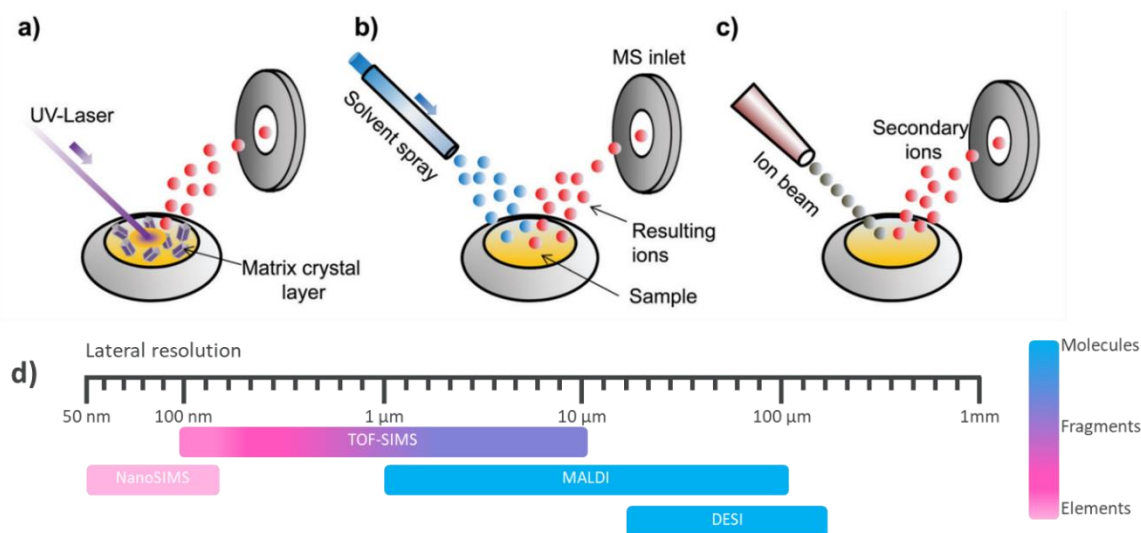 a)
UV-Laser
Matrix crystal
layer
b)
Solvent spray
MS inlet
Resulting
ions
Sample
c)
Ion beam
Secondary
ions
d)
Lateral resolution
50 nm
100 nm
1 µm
10 µm
100 µm
1mm
TOF-SIMS
NanoSIMS
MALDI
DESI
Molecules
Fragments
Elements